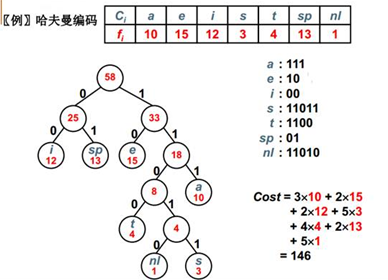 〖例〗哈夫曼编码
Ci a e i s t sp nl
fi 10 15 12 3 4 13 1
58
0 1
25 33
0 1 0 1
i 12 sp 13 e 15 18
0 1
8 a 10
0 1
t 4 4
0 1
nl 1 s 3
a : 111
e : 10
i : 00
s : 11011
t : 1100
sp : 01
nl : 11010
Cost = 3×10 + 2×15
+ 2×12 + 5×3
+ 4×4 + 2×13
+ 5×1
= 146